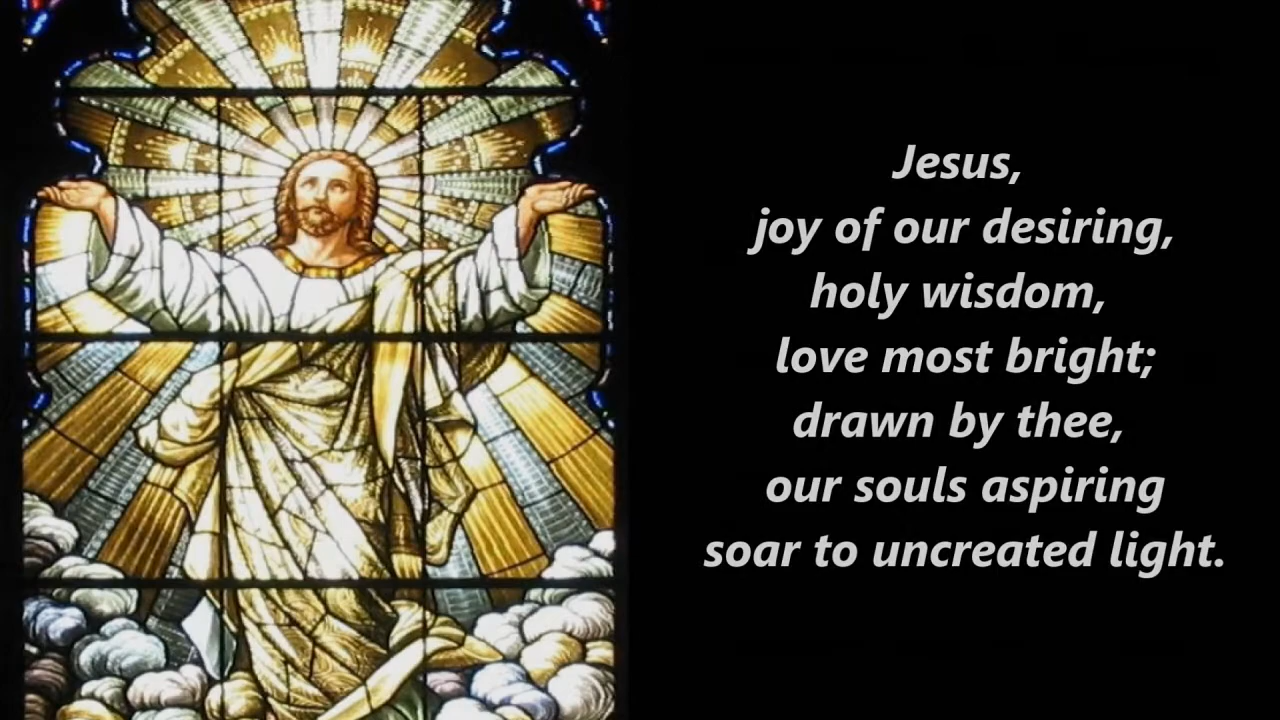 Jesus,
joy of our desiring,
holy wisdom,
love most bright;
drawn by thee,
our souls aspiring
soar to uncreated light.